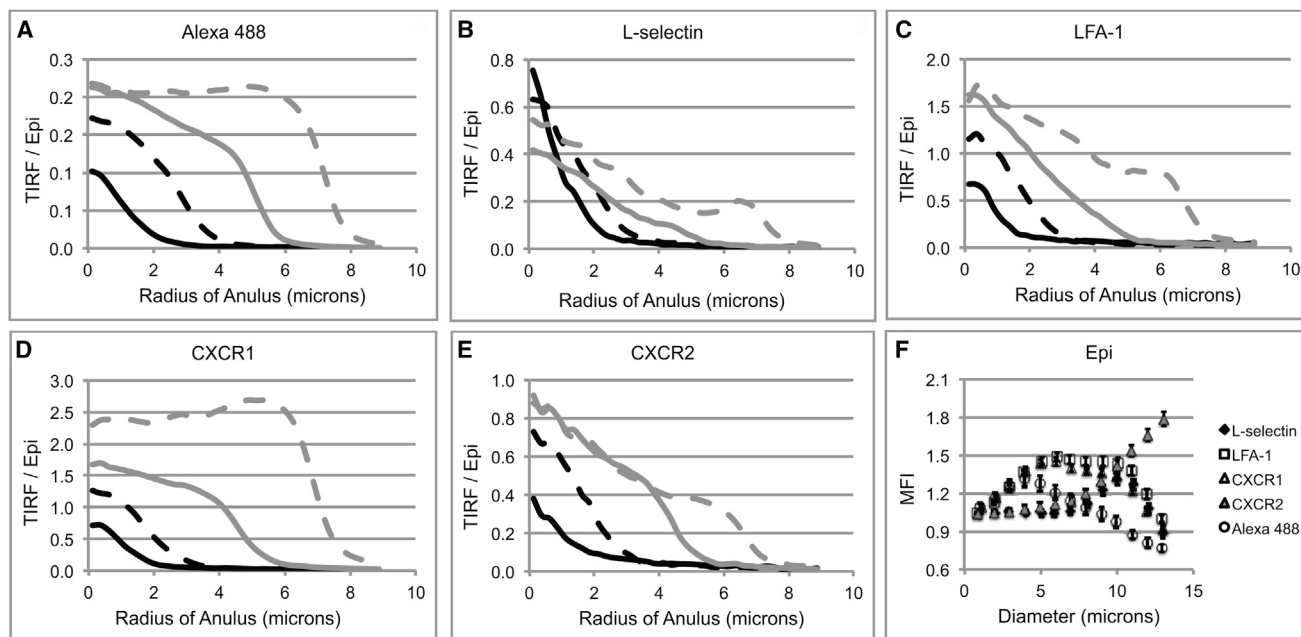 A
Alexa 488
TIRF / Epi
0.3
0.2
0.2
0.1
0.1
0.0
0 2 4 6 8 10
Radius of Anulus (microns)
B
L-selectin
TIRF / Epi
0.8
0.6
0.4
0.2
0.0
0 2 4 6 8 10
Radius of Anulus (microns)
C
LFA-1
TIRF / Epi
2.0
1.5
1.0
0.5
0.0
0 2 4 6 8 10
Radius of Anulus (microns)
D
CXCR1
TIRF / Epi
3.0
2.5
2.0
1.5
1.0
0.5
0.0
0 2 4 6 8 10
Radius of Anulus (microns)
E
CXCR2
TIRF / Epi
1.0
0.8
0.6
0.4
0.2
0.0
0 2 4 6 8 10
Radius of Anulus (microns)
F
Epi
MFI
2.1
1.8
1.5
1.2
0.9
0.6
0 5 10 15
Diameter (microns)
L-selectin
LFA-1
CXCR1
CXCR2
Alexa 488